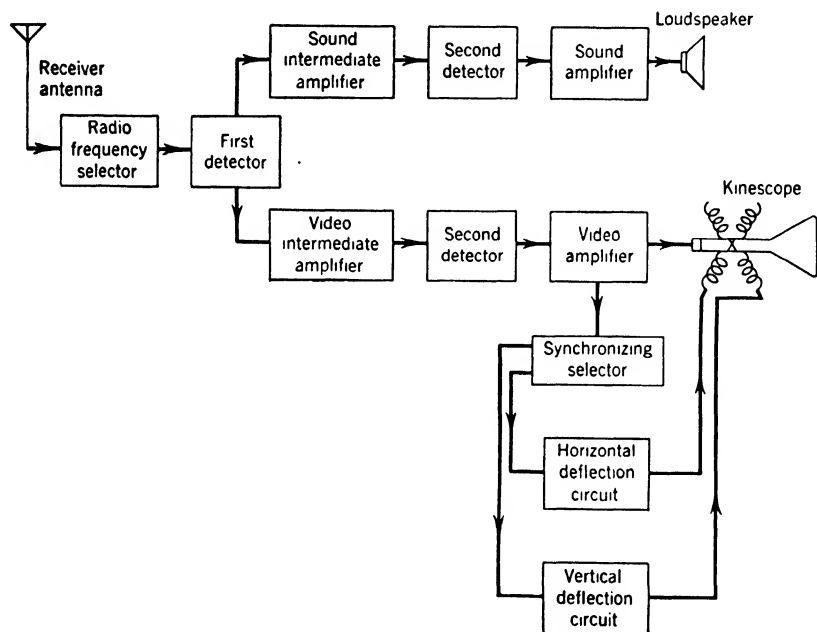 Loudspeaker
Receiver
antenna
Sound
intermediate
amplifier
Second
detector
Sound
amplifier
Radio
frequency
selector
First
detector
Kinescope
Video
intermediate
amplifier
Second
detector
Video
amplifier
Synchronizing
selector
Horizontal
deflection
circuit
Vertical
deflection
circuit